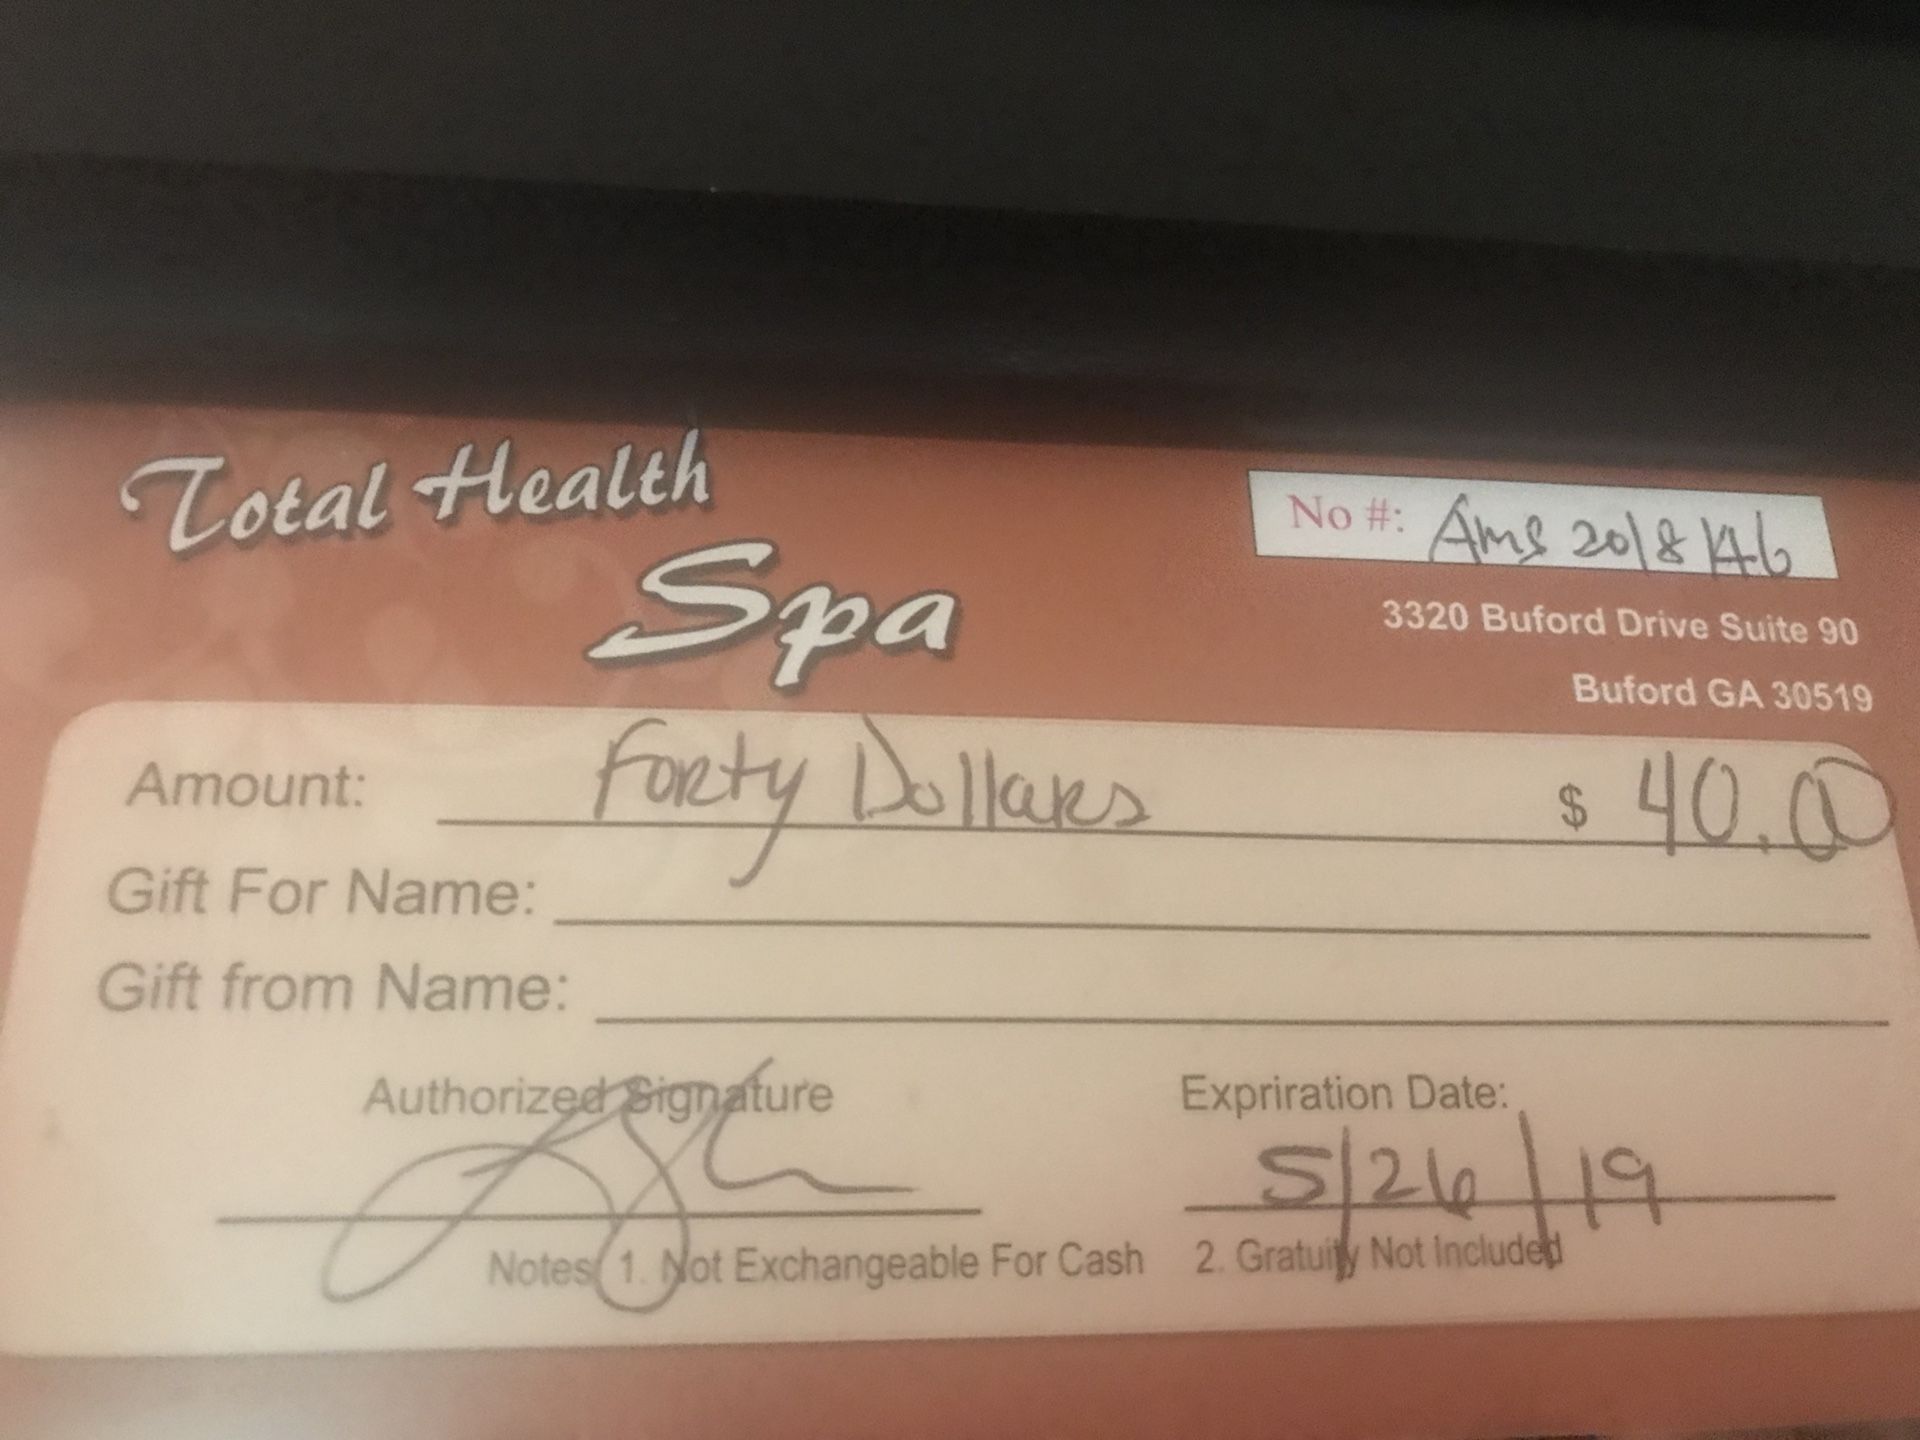 Total Health
Spa
No #: Ams 2018 146
3320 Buford Drive Suite 90
Buford GA 30519
Amount: Forty Dollars $ 40.00
Gift For Name:
Gift from Name:
Authorized Signature
Expriration Date:
5/26/19
Notes 1. Not Exchangeable For Cash 2. Gratuity Not Included